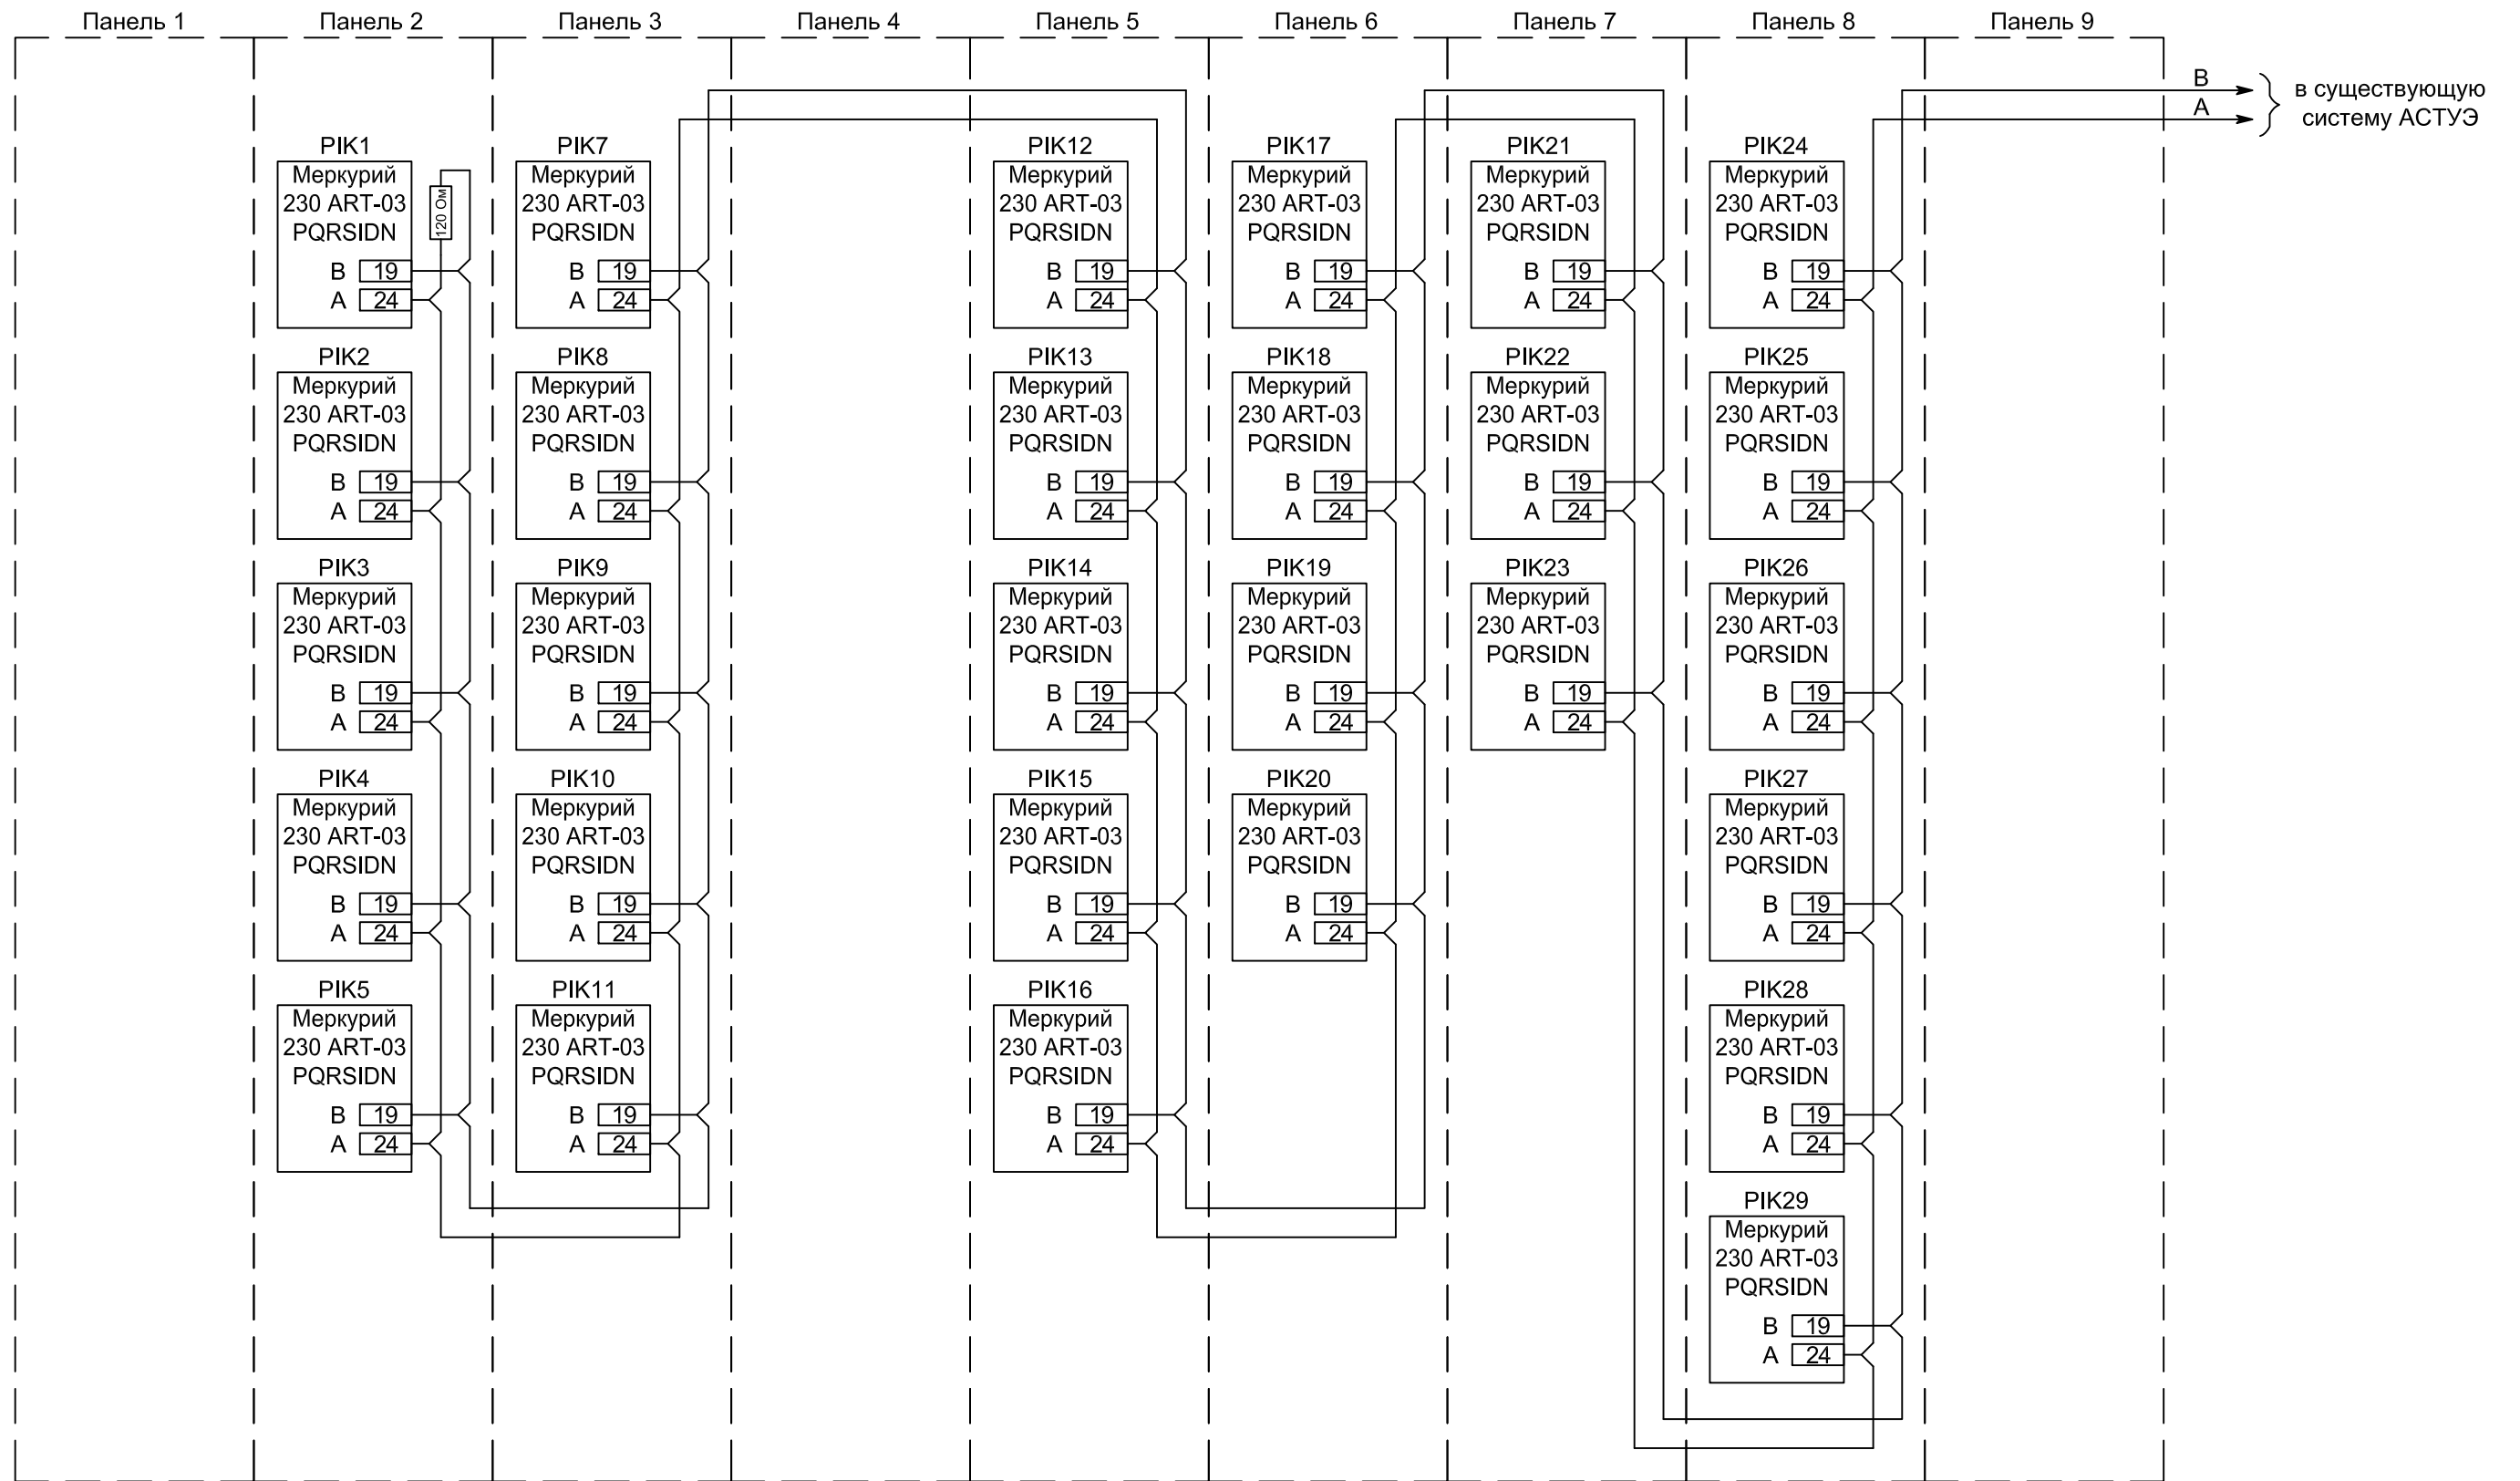 Панель 1
Панель 2
Панель 3
Панель 4
Панель 5
Панель 6
Панель 7
Панель 8
Панель 9
В
А
в существующую
систему АСТУЭ
PIK1
Меркурий
230 ART-03
PQRSIDN
В 19
А 24
120 Ом
PIK2
Меркурий
230 ART-03
PQRSIDN
В 19
А 24
PIK3
Меркурий
230 ART-03
PQRSIDN
В 19
А 24
PIK4
Меркурий
230 ART-03
PQRSIDN
В 19
А 24
PIK5
Меркурий
230 ART-03
PQRSIDN
В 19
А 24
PIK7
Меркурий
230 ART-03
PQRSIDN
В 19
А 24
PIK8
Меркурий
230 ART-03
PQRSIDN
В 19
А 24
PIK9
Меркурий
230 ART-03
PQRSIDN
В 19
А 24
PIK10
Меркурий
230 ART-03
PQRSIDN
В 19
А 24
PIK11
Меркурий
230 ART-03
PQRSIDN
В 19
А 24
PIK12
Меркурий
230 ART-03
PQRSIDN
В 19
А 24
PIK13
Меркурий
230 ART-03
PQRSIDN
В 19
А 24
PIK14
Меркурий
230 ART-03
PQRSIDN
В 19
А 24
PIK15
Меркурий
230 ART-03
PQRSIDN
В 19
А 24
PIK16
Меркурий
230 ART-03
PQRSIDN
В 19
А 24
PIK17
Меркурий
230 ART-03
PQRSIDN
В 19
А 24
PIK18
Меркурий
230 ART-03
PQRSIDN
В 19
А 24
PIK19
Меркурий
230 ART-03
PQRSIDN
В 19
А 24
PIK20
Меркурий
230 ART-03
PQRSIDN
В 19
А 24
PIK21
Меркурий
230 ART-03
PQRSIDN
В 19
А 24
PIK22
Меркурий
230 ART-03
PQRSIDN
В 19
А 24
PIK23
Меркурий
230 ART-03
PQRSIDN
В 19
А 24
PIK24
Меркурий
230 ART-03
PQRSIDN
В 19
А 24
PIK25
Меркурий
230 ART-03
PQRSIDN
В 19
А 24
PIK26
Меркурий
230 ART-03
PQRSIDN
В 19
А 24
PIK27
Меркурий
230 ART-03
PQRSIDN
В 19
А 24
PIK28
Меркурий
230 ART-03
PQRSIDN
В 19
А 24
PIK29
Меркурий
230 ART-03
PQRSIDN
В 19
А 24